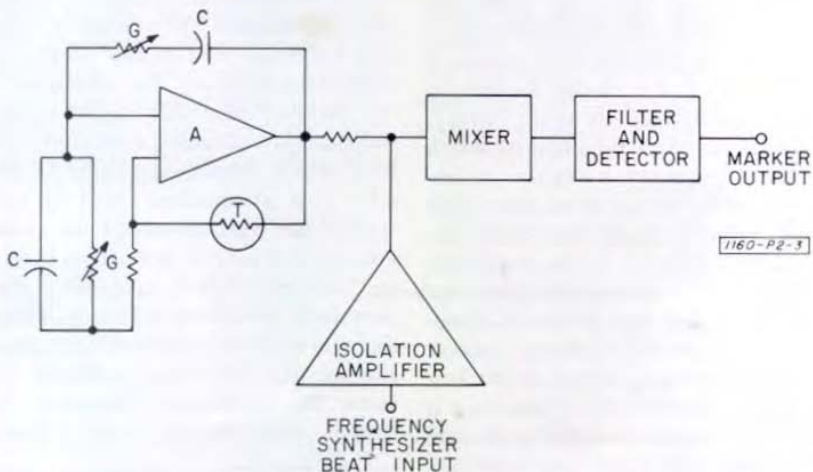 G
C
A
T
C
G
MIXER
FILTER
AND
DETECTOR
MARKER
OUTPUT
1160-P2-3
ISOLATION
AMPLIFIER
FREQUENCY
SYNTHESIZER
BEAT INPUT